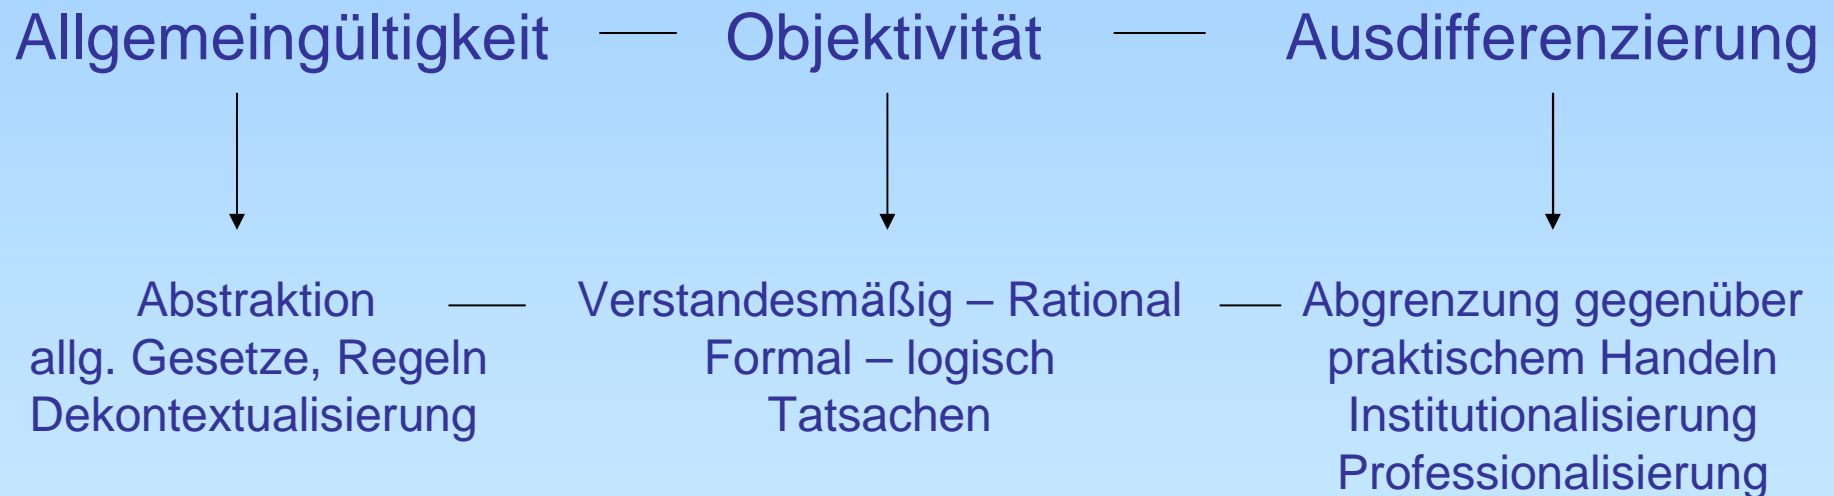 Allgemeingültigkeit — Objektivität — Ausdifferenzierung
Abstraktion — Verstandesmäßig – Rational — Abgrenzung gegenüber
allg. Gesetze, Regeln Formal – logisch praktischem Handeln
Dekontextualisierung Tatsachen Institutionalisierung
Professionalisierung